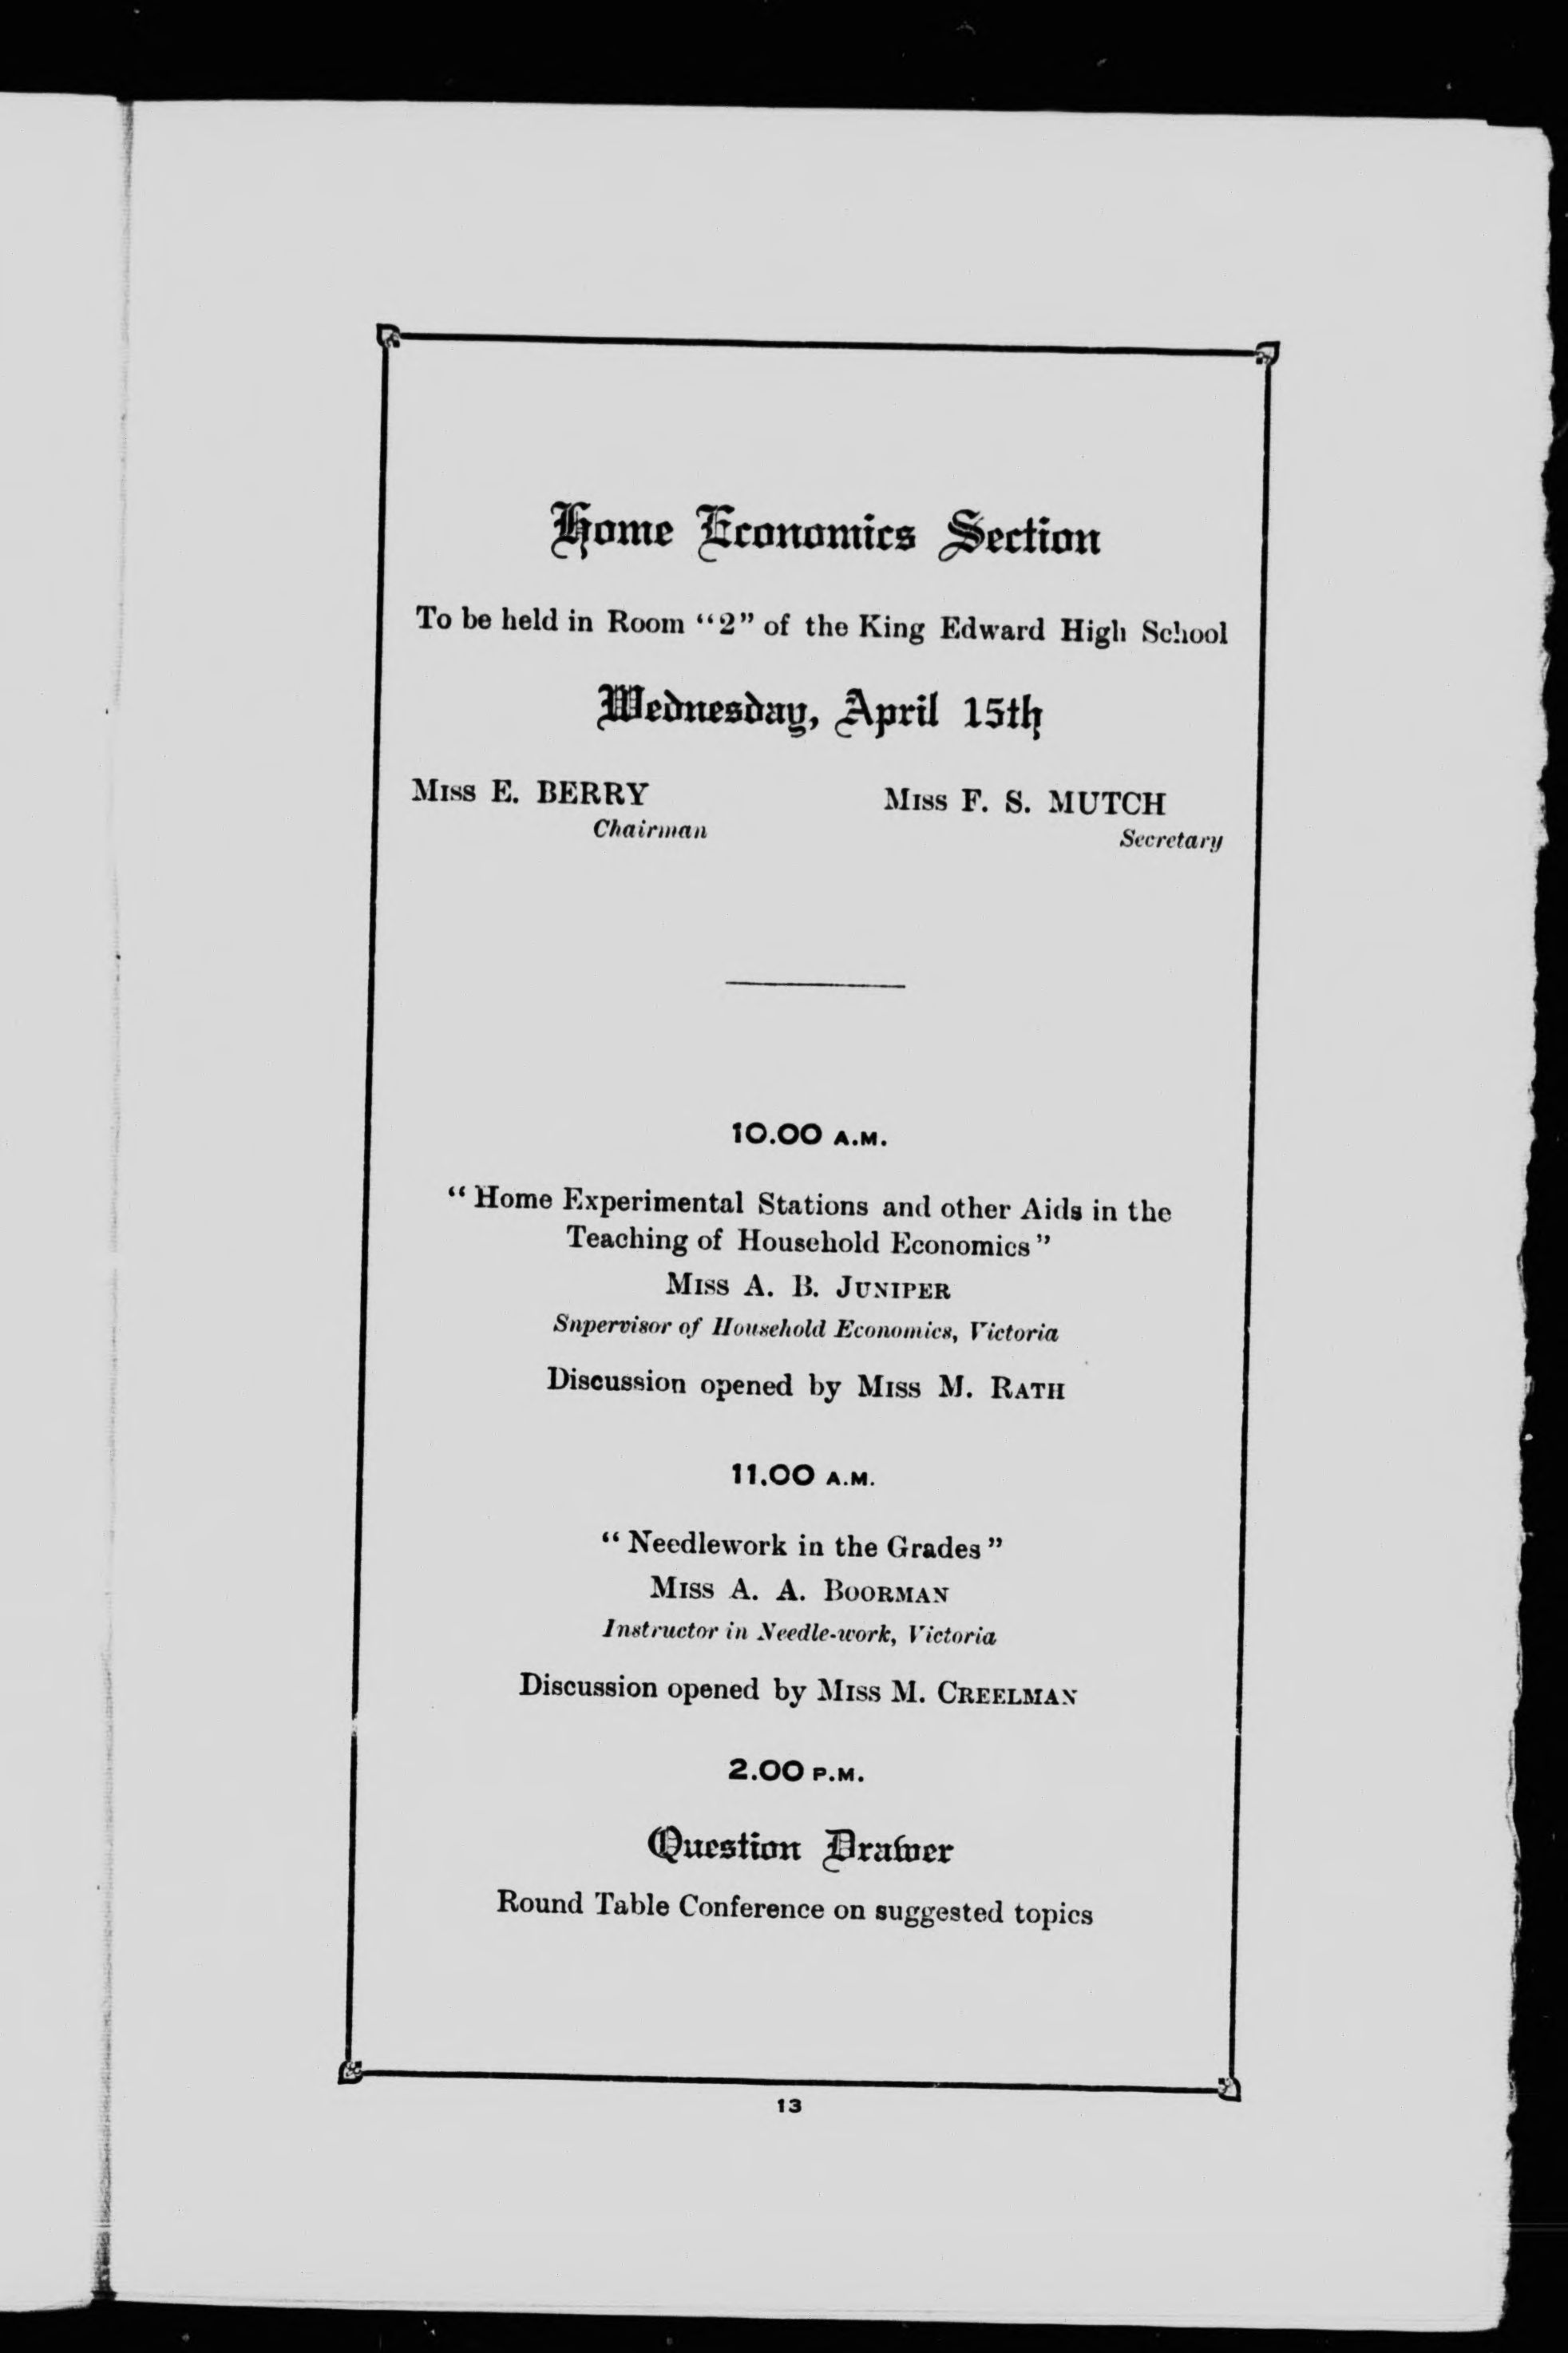 Home Economics Section
To be held in Room “2” of the King Edward High School
Wednesday, April 15th
Miss E. BERRY
Chairman
Miss F. S. MUTCH
Secretary
10.00 A.M.
“Home Experimental Stations and other Aids in the
Teaching of Household Economics”
Miss A. B. Juniper
Snpervisor of Household Economics, Victoria
Discussion opened by Miss M. Rath
11.00 A.M.
“Needlework in the Grades”
Miss A. A. Boorman
Instructor in Needle-work, Victoria
Discussion opened by Miss M. Creelman
2.00 P.M.
Question Drawer
Round Table Conference on suggested topics
13